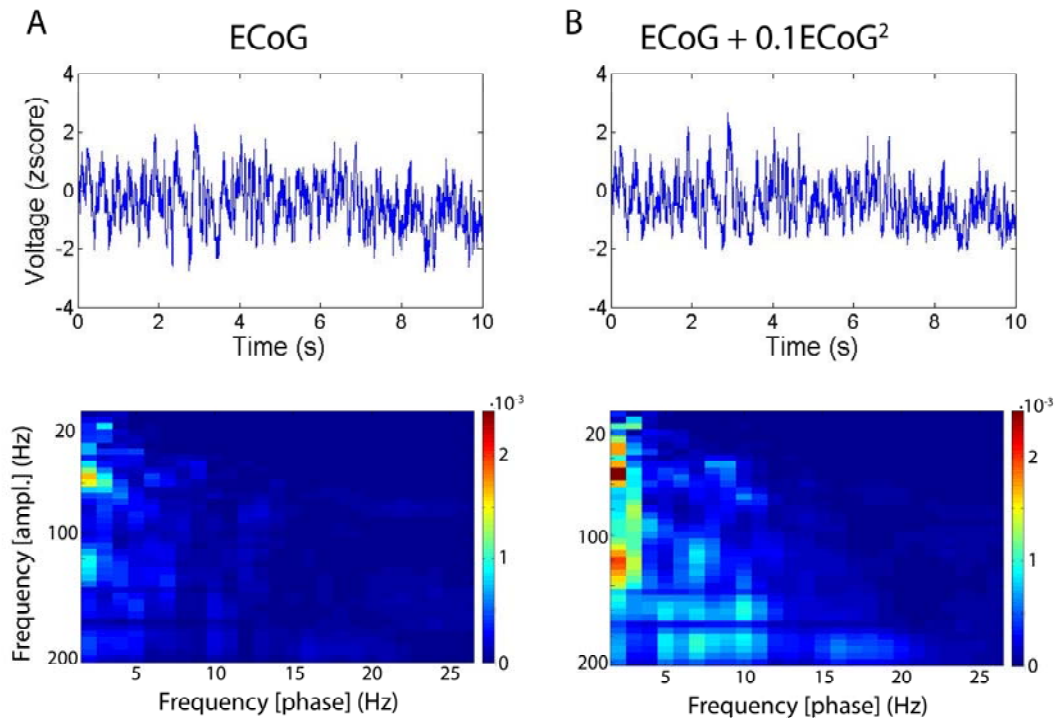 A
ECoG
4
2
0
-2
-4
Voltage (zscore)
0 2 4 6 8 10
Time (s)
B
ECoG + 0.1ECoG²
4
2
0
-2
-4
0 2 4 6 8 10
Time (s)
·10⁻³
20
100
200
Frequency [ampl.] (Hz)
5 10 15 20 25
Frequency [phase] (Hz)
2
1
0
·10⁻³
20
100
200
5 10 15 20 25
Frequency [phase] (Hz)
2
1
0